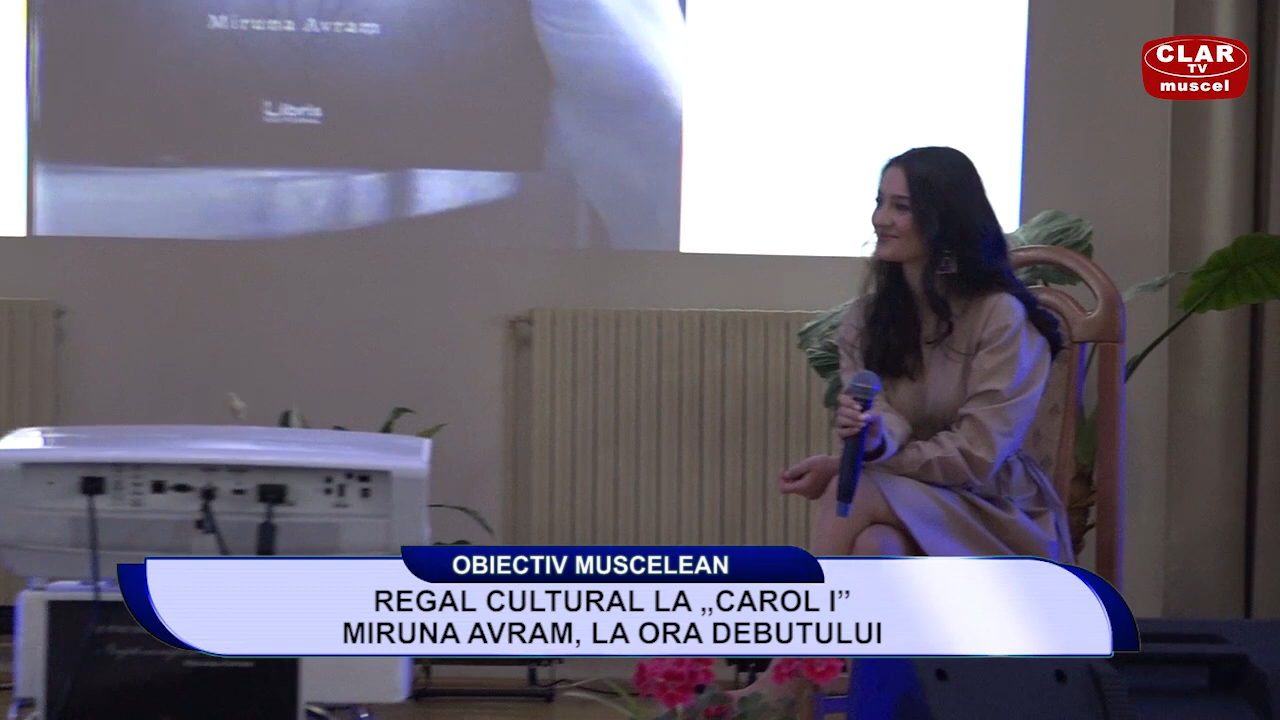 Miruna Avram
Libris
CLAR
TV
muscel
OBIECTIV MUSCELEAN
REGAL CULTURAL LA „CAROL I”
MIRUNA AVRAM, LA ORA DEBUTULUI